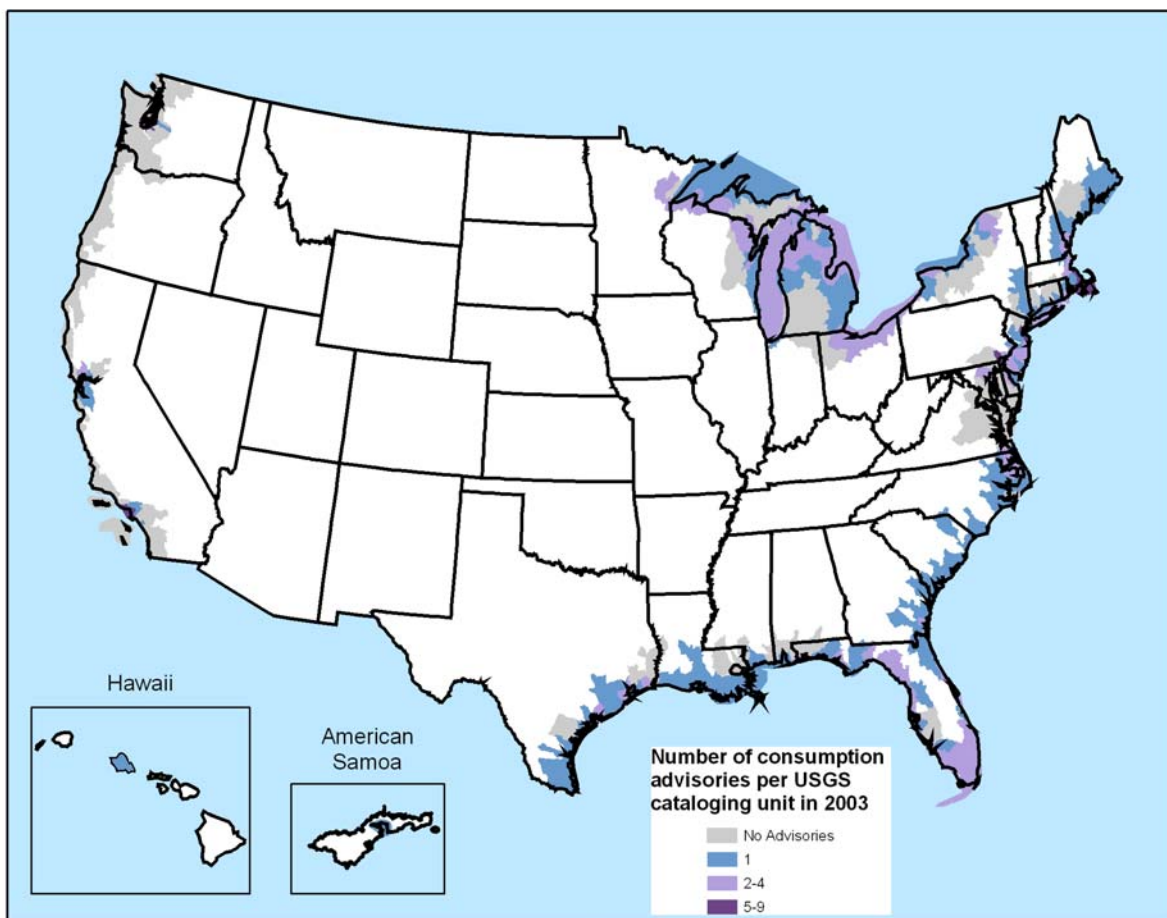 Hawaii
American
Samoa
Number of consumption
advisories per USGS
cataloging unit in 2003
No Advisories
1
2-4
5-9